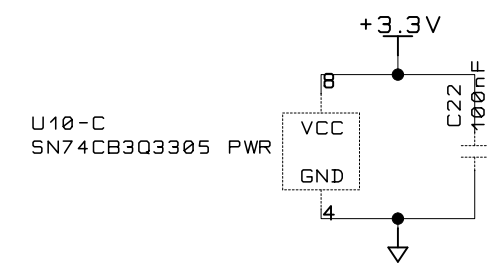 +3.3V
8
C22
100nF
VCC
U10-C
SN74CB3Q3305 PWR
GND
4